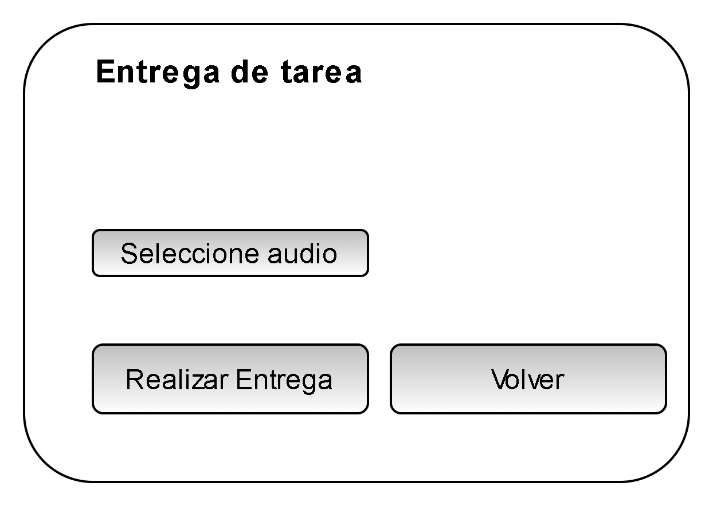 Entrega de tarea
Seleccione audio
Realizar Entrega
Volver